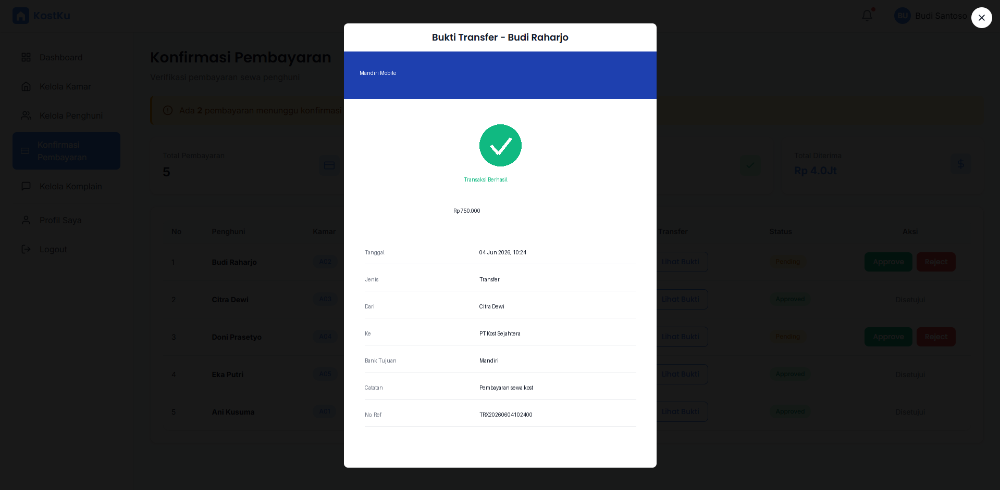 KostKu
BU Budi Santoso
Dashboard
Kelola Kamar
Kelola Penghuni
Konfirmasi
Pembayaran
Kelola Komplain
Profil Saya
Logout
Konfirmasi Pembayaran
Verifikasi pembayaran sewa penghuni
Ada 2 pembayaran menunggu konfirmasi
Total Pembayaran
5
Total Diterima
Rp 4.0Jt
No Penghuni Kamar Transfer Status Aksi
1 Budi Raharjo A02 Lihat Bukti Pending Approve Reject
2 Citra Dewi A03 Lihat Bukti Approved Disetujui
3 Doni Prasetyo A04 Lihat Bukti Pending Approve Reject
4 Eka Putri A05 Lihat Bukti Approved Disetujui
5 Ani Kusuma A01 Lihat Bukti Approved Disetujui
Bukti Transfer - Budi Raharjo
Mandiri Mobile
Transaksi Berhasil
Rp 750.000
Tanggal 04 Jun 2026, 10:24
Jenis Transfer
Dari Citra Dewi
Ke PT Kost Sejahtera
Bank Tujuan Mandiri
Catatan Pembayaran sewa kost
No. Ref TRX20260604102400